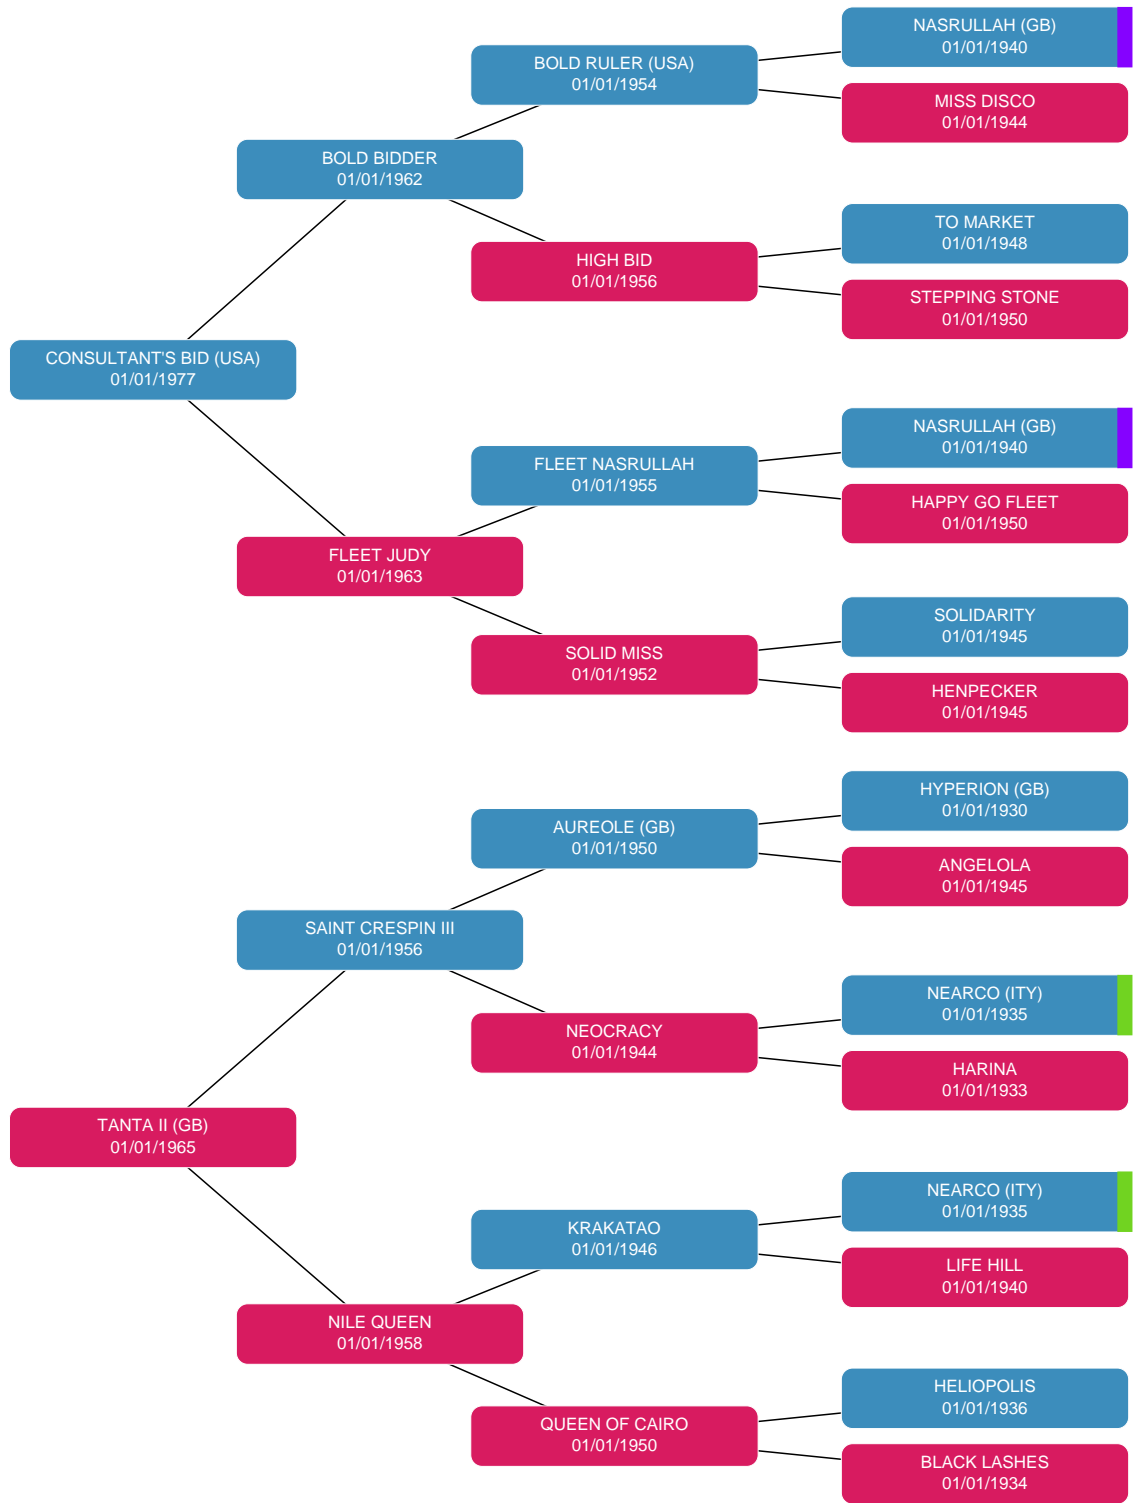 NASRULLAH (GB)
01/01/1940
BOLD RULER (USA)
01/01/1954
MISS DISCO
01/01/1944
BOLD BIDDER
01/01/1962
TO MARKET
01/01/1948
HIGH BID
01/01/1956
STEPPING STONE
01/01/1950
CONSULTANT'S BID (USA)
01/01/1977
NASRULLAH (GB)
01/01/1940
FLEET NASRULLAH
01/01/1955
HAPPY GO FLEET
01/01/1950
FLEET JUDY
01/01/1963
SOLIDARITY
01/01/1945
SOLID MISS
01/01/1952
HENPECKER
01/01/1945
HYPERION (GB)
01/01/1930
AUREOLE (GB)
01/01/1950
ANGELOLA
01/01/1945
SAINT CRESPIN III
01/01/1956
NEARCO (ITY)
01/01/1935
NEOCRACY
01/01/1944
HARINA
01/01/1933
TANTA II (GB)
01/01/1965
NEARCO (ITY)
01/01/1935
KRAKATAO
01/01/1946
LIFE HILL
01/01/1940
NILE QUEEN
01/01/1958
HELIOPOLIS
01/01/1936
QUEEN OF CAIRO
01/01/1950
BLACK LASHES
01/01/1934